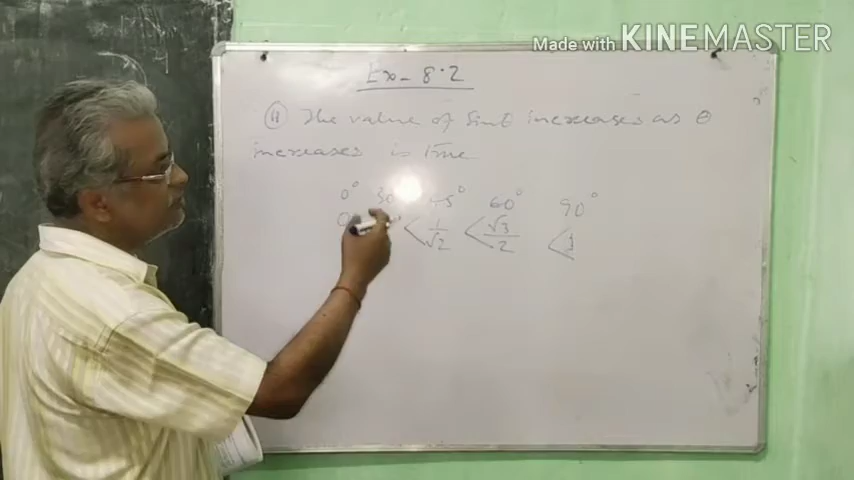 Made with KINEMASTER
Ex- 8.2
(ii) The value of sinθ increases as θ
increases is true
0° 30 45° 60° 90°
0 < 1/√2 < √3/2 < 1